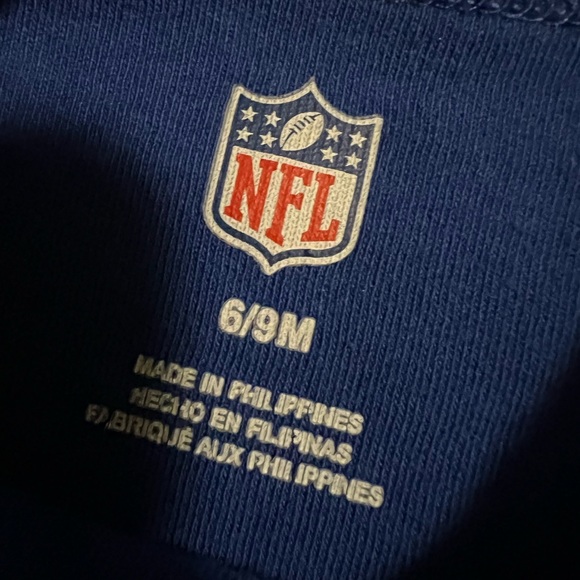 NFL
6/9M
MADE IN PHILIPPINES
HECHO EN FILIPINAS
FABRIQUÉ AUX PHILIPPINES